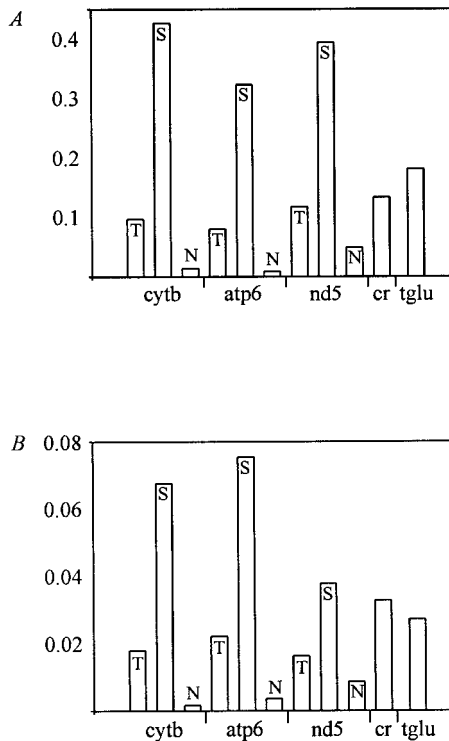 A 0.4
S
S
S
0.3
0.2
0.1
T
N
T
N
T
N
cytb atp6 nd5 cr tglu
B 0.08
S
S
0.06
0.04
S
0.02
T
N
T
N
T
N
cytb atp6 nd5 cr tglu